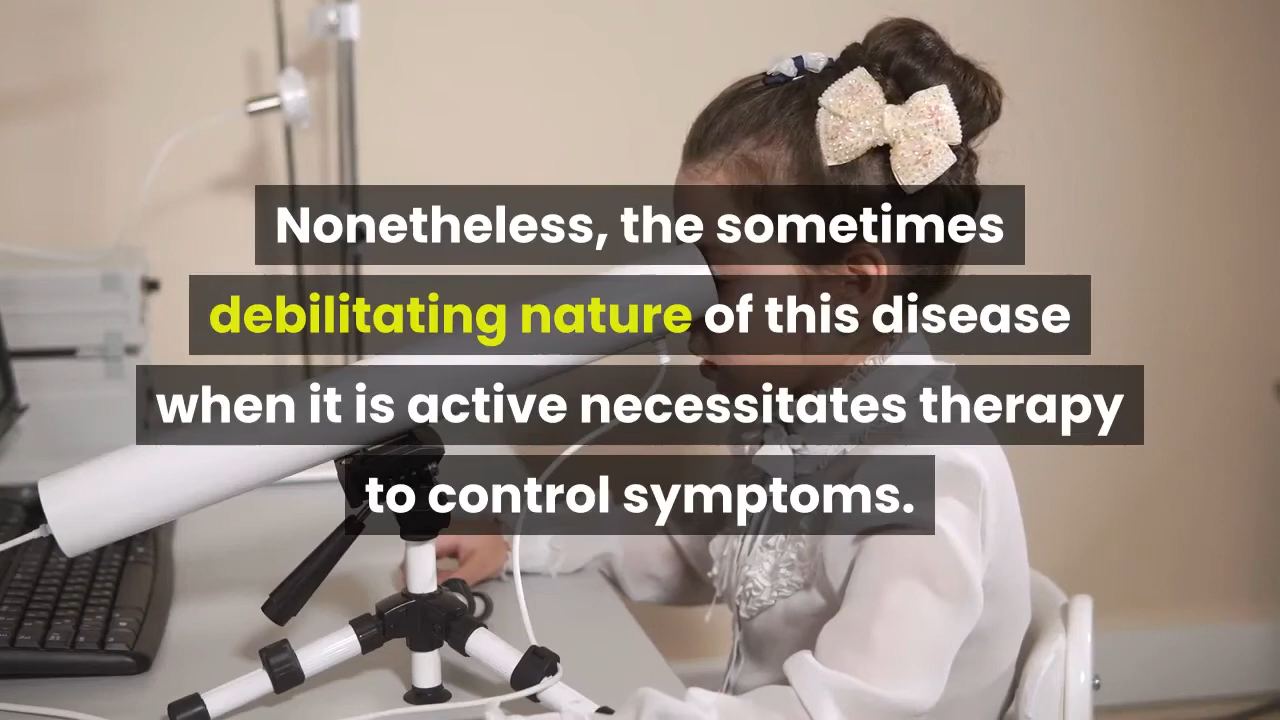 Nonetheless, the sometimes
debilitating nature of this disease
when it is active necessitates therapy
to control symptoms.